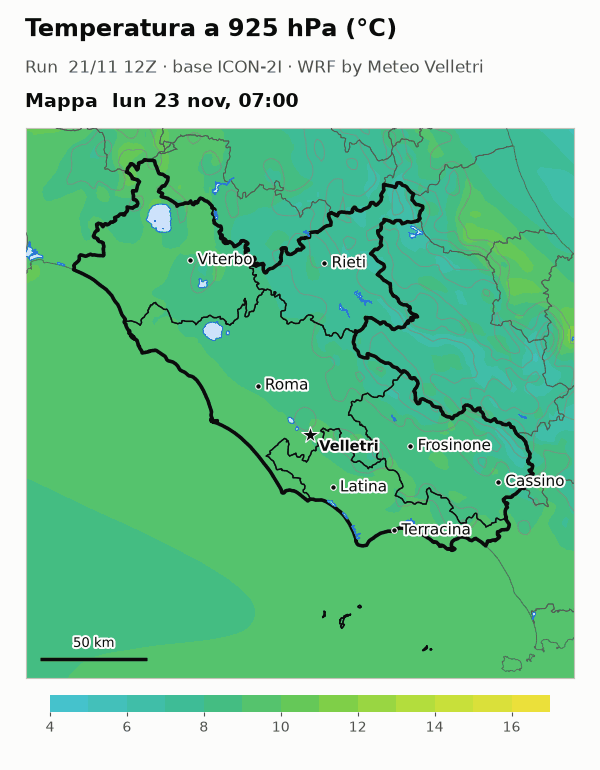 Temperatura a 925 hPa (°C)
Run  21/11 12Z · base ICON-2I · WRF by Meteo Velletri
Mappa  lun 23 nov, 07:00
Viterbo
Rieti
Roma
Velletri
Frosinone
Cassino
Latina
Terracina
50 km
4 6 8 10 12 14 16